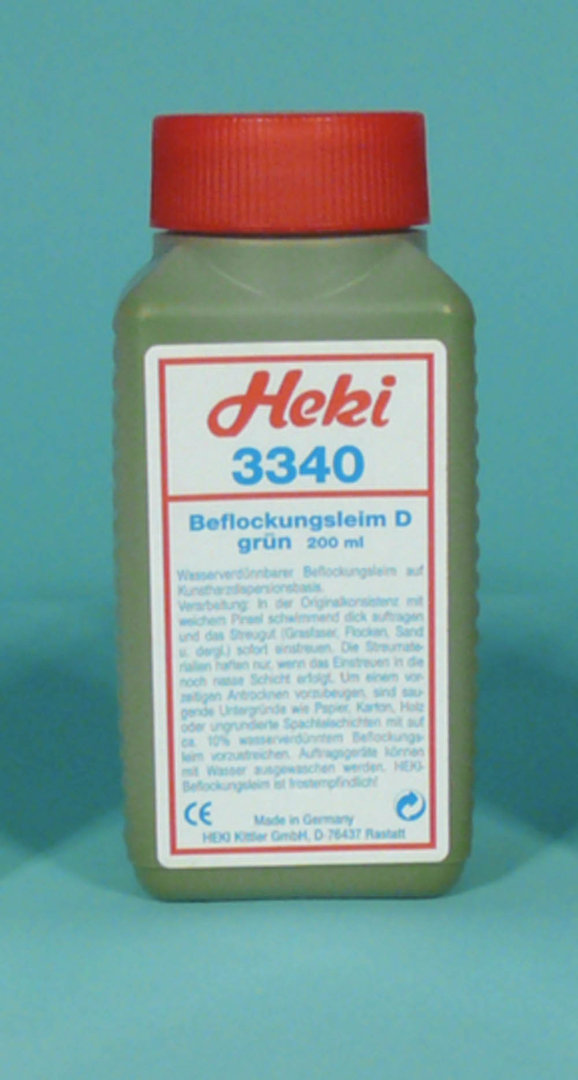 Heki
3340
Beflockungsleim D
grün 200 ml
Wasserverdünnbarer Beflockungsleim auf
Kunstharzdispersionsbasis.
Verarbeitung: In der Originalkonsistenz mit
weichem Pinsel schwimmend dick auftragen
und das Streugut (Grasfaser, Flocken, Sand
u. dergl.) sofort einstreuen. Die Streumate-
rialien haften nur, wenn das Einstreuen in die
noch nasse Schicht erfolgt. Um einem vor-
zeitigen Antrocknen vorzubeugen, sind sau-
gende Untergründe wie Papier, Karton, Holz
oder ungrundierte Spachtelschichten mit auf
ca. 10% wasserverdünntem Beflockungs-
leim vorzustreichen. Auftragsgeräte können
mit Wasser ausgewaschen werden. HEKI-
Beflockungsleim ist frostempfindlich!
CE
Made in Germany
HEKI Kittler GmbH, D-76437 Rastatt